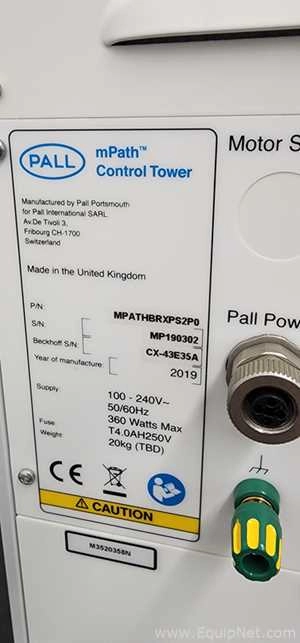 PALL
mPath™
Control Tower
Motor S
Manufactured by Pall Portsmouth
for Pall International SARL
Av.De Tivoli 3,
Fribourg CH-1700
Switzerland
Made in the United Kingdom
P/N: MPATHBRXPS2P0
S/N: MP190302
Beckhoff S/N: CX-43E35A
Year of manufacture: 2019
Pall Pow
Supply: 100 - 240V~
50/60Hz
360 Watts Max
Fuse: T4.0AH250V
Weight: 20kg (TBD)
CE
CAUTION
M3520358N
www.EquipNet.com